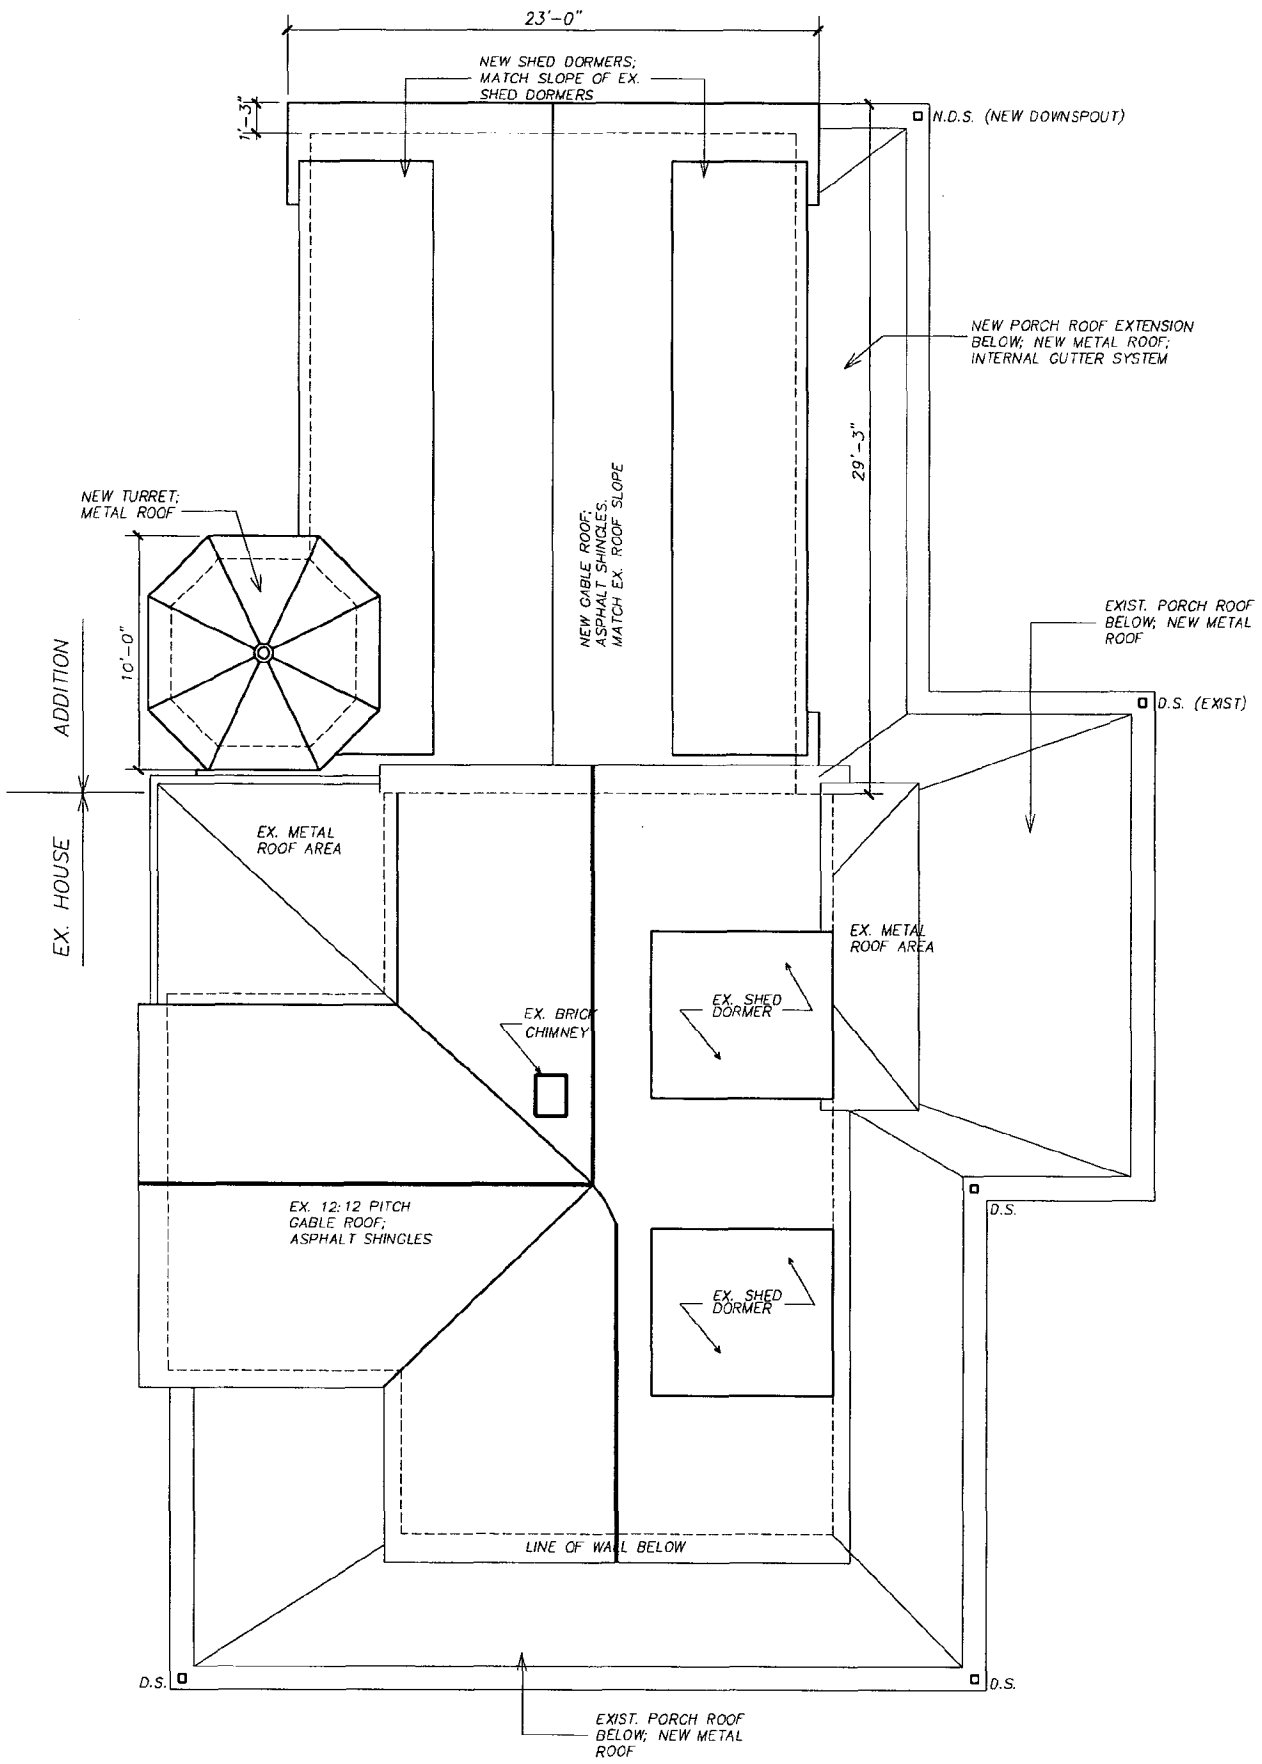 23'-0"
NEW SHED DORMERS;
MATCH SLOPE OF EX.
SHED DORMERS
1'-3"
N.D.S. (NEW DOWNSPOUT)
NEW PORCH ROOF EXTENSION
BELOW; NEW METAL ROOF;
INTERNAL GUTTER SYSTEM
29'-3"
NEW TURRET;
METAL ROOF
NEW GABLE ROOF;
ASPHALT SHINGLES.
MATCH EX. ROOF SLOPE
EXIST. PORCH ROOF
BELOW; NEW METAL
ROOF
10'-0"
ADDITION
D.S. (EXIST)
EX. METAL
ROOF AREA
EX. HOUSE
EX. METAL
ROOF AREA
EX. SHED
DORMER
EX. BRICK
CHIMNEY
EX. 12:12 PITCH
GABLE ROOF;
ASPHALT SHINGLES
D.S.
EX. SHED
DORMER
LINE OF WALL BELOW
D.S.
D.S.
EXIST. PORCH ROOF
BELOW; NEW METAL
ROOF